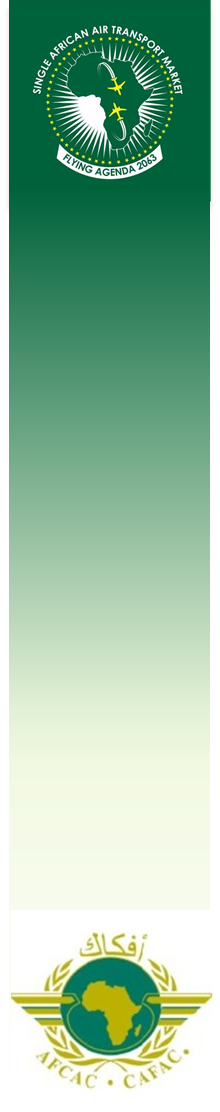 SINGLE AFRICAN AIR TRANSPORT MARKET
FLYING AGENDA 2063
أفكاك
AFCAC • CAFAC •